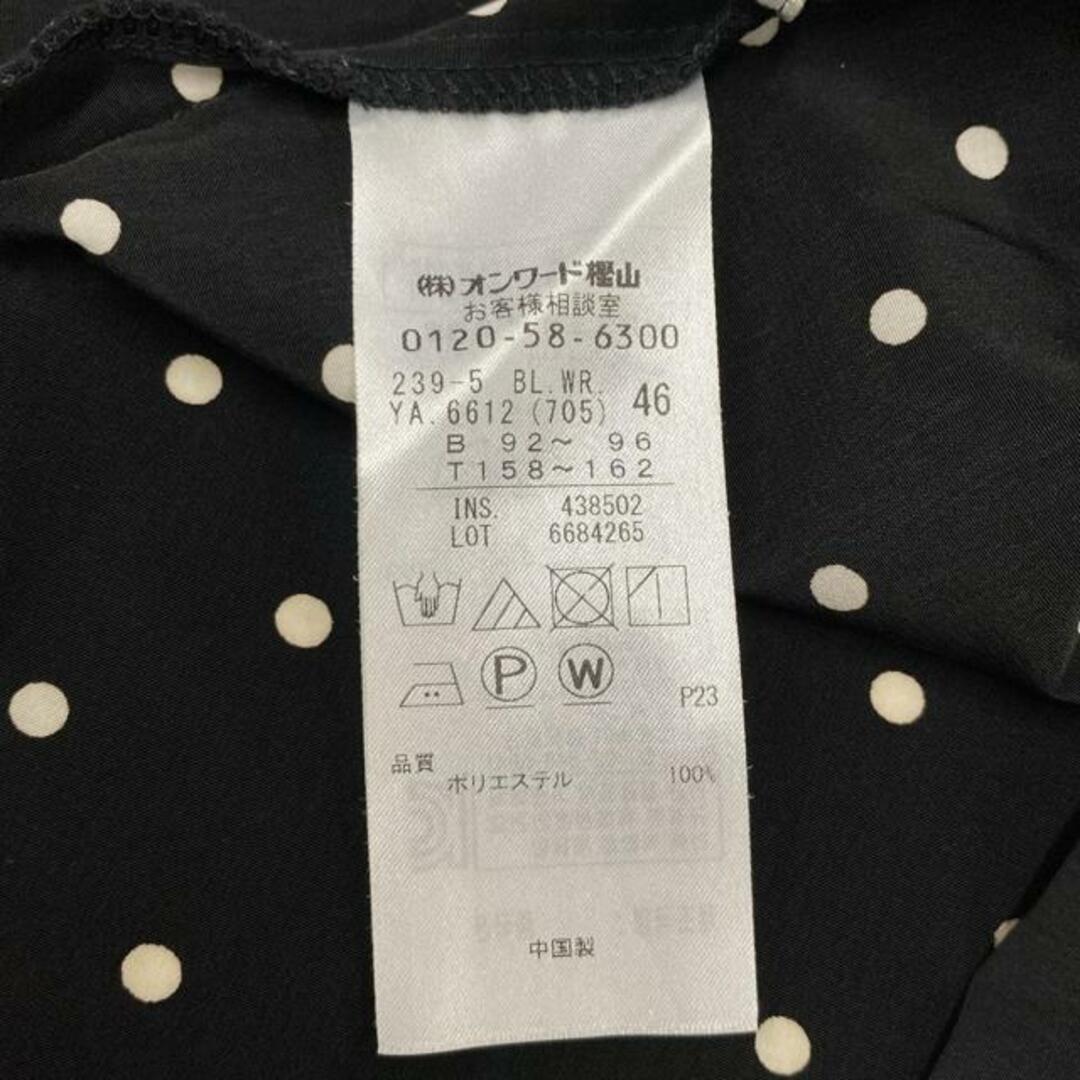 (株)オンワード樫山
お客様相談室
0120-58-6300
239-5 BL.WR.
YA.6612 (705) 46
B 92～ 96
T158～162
INS. 438502
LOT 6684265
P W
P23
品質
ポリエステル 100%
中国製